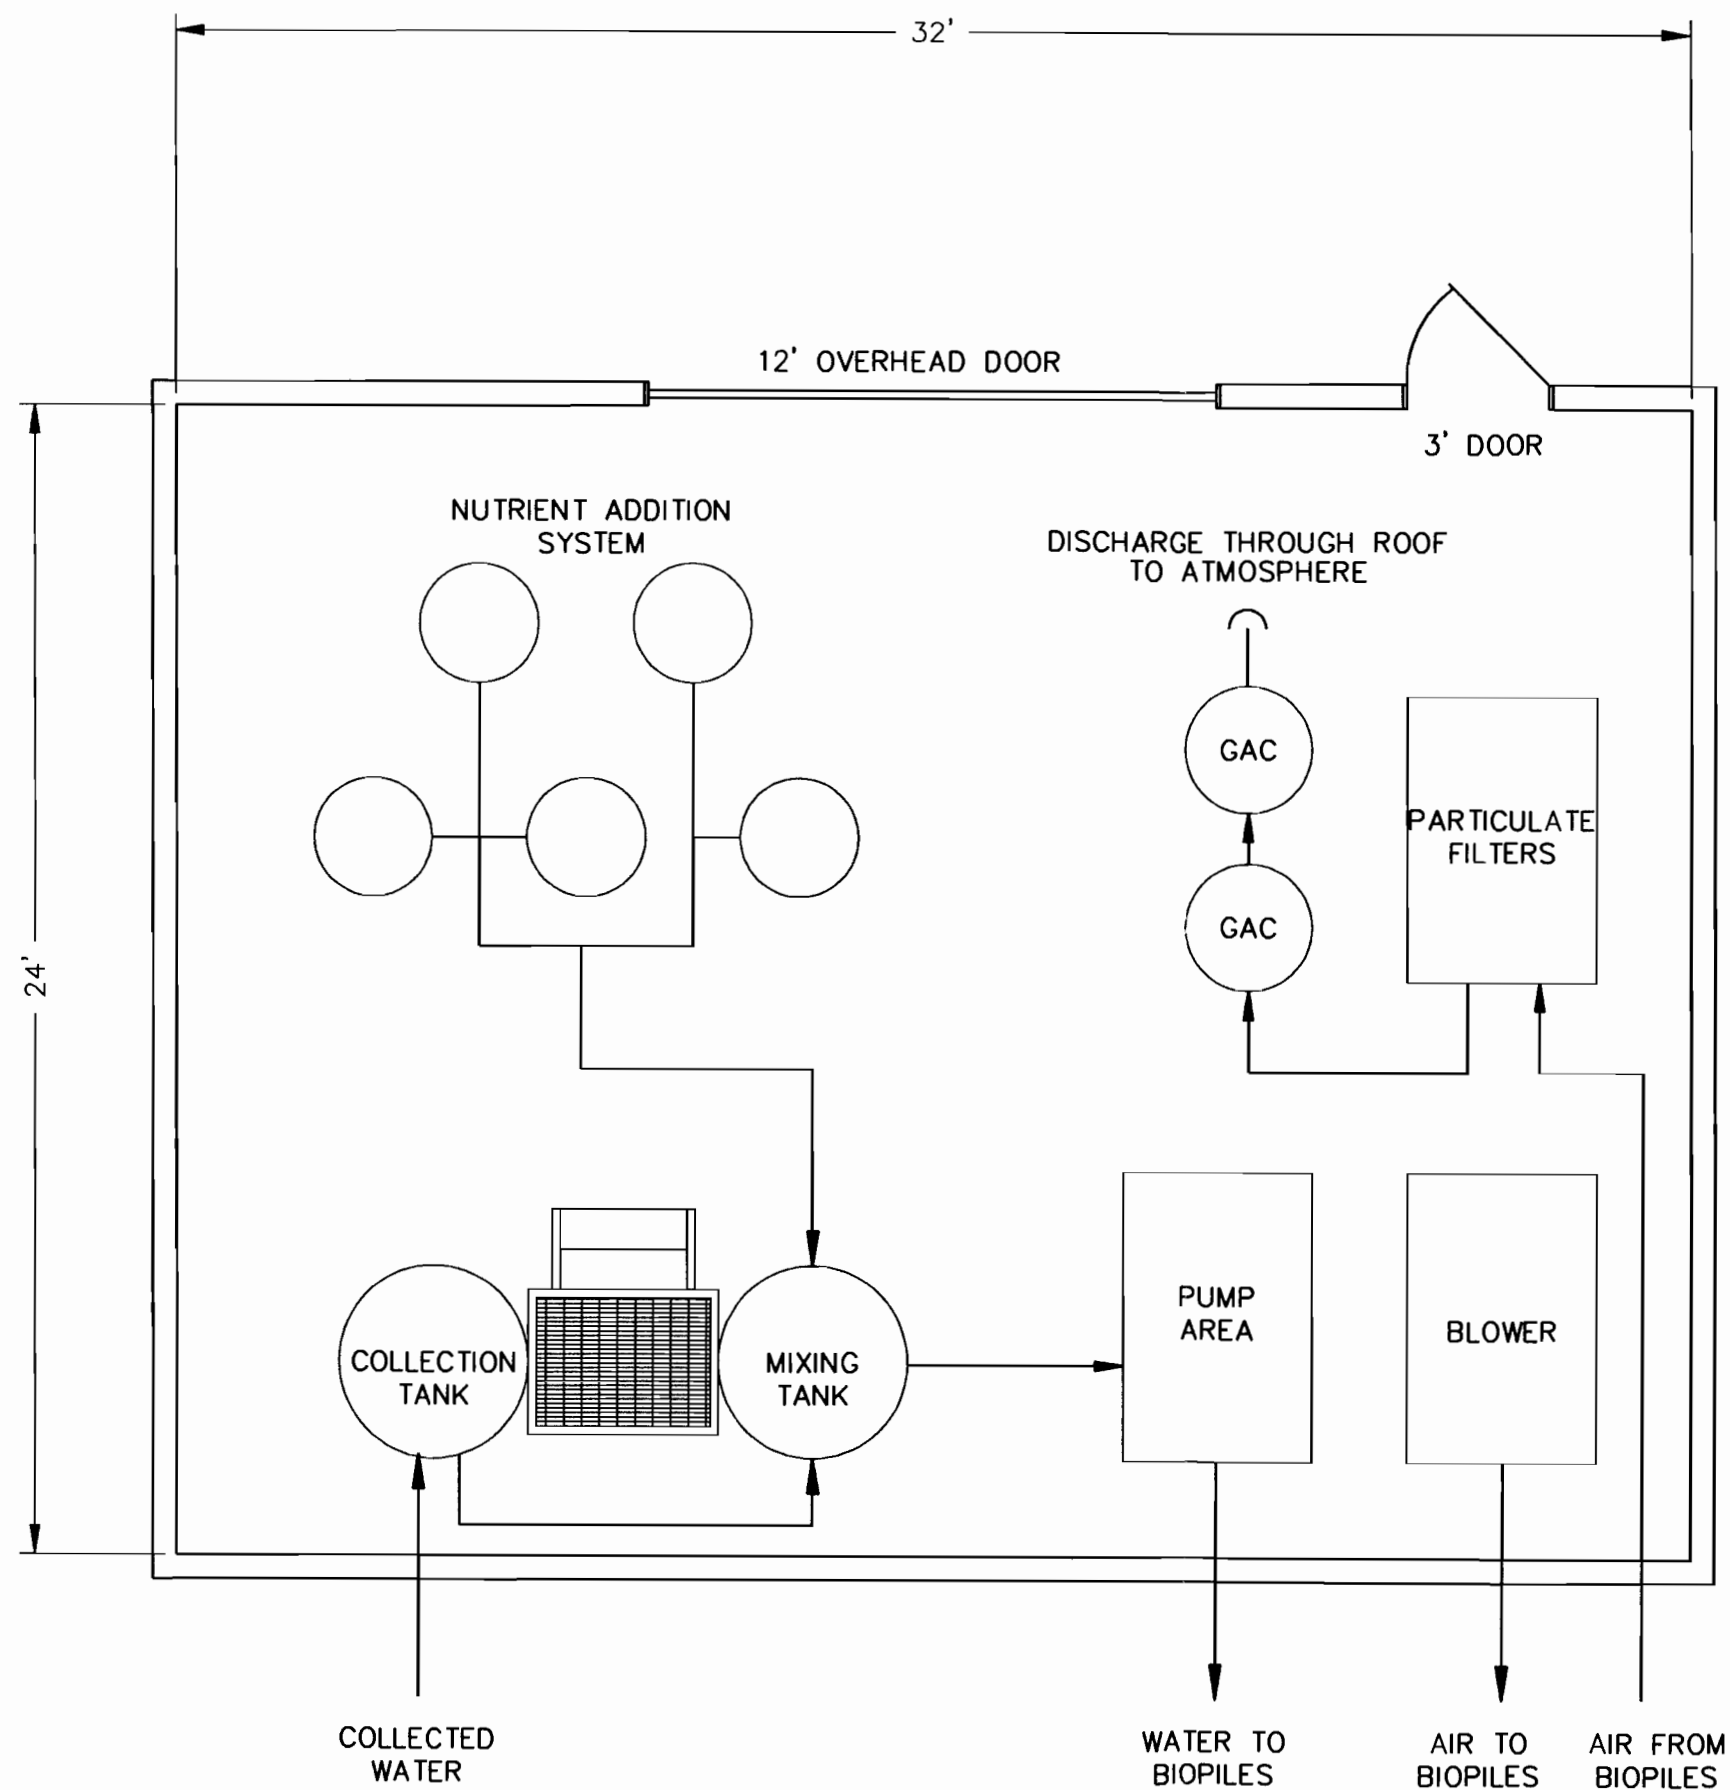 32'
12' OVERHEAD DOOR
3' DOOR
NUTRIENT ADDITION
SYSTEM
DISCHARGE THROUGH ROOF
TO ATMOSPHERE
GAC
PARTICULATE
FILTERS
GAC
24'
PUMP
AREA
BLOWER
COLLECTION
TANK
MIXING
TANK
COLLECTED
WATER
WATER TO
BIOPILES
AIR TO
BIOPILES
AIR FROM
BIOPILES